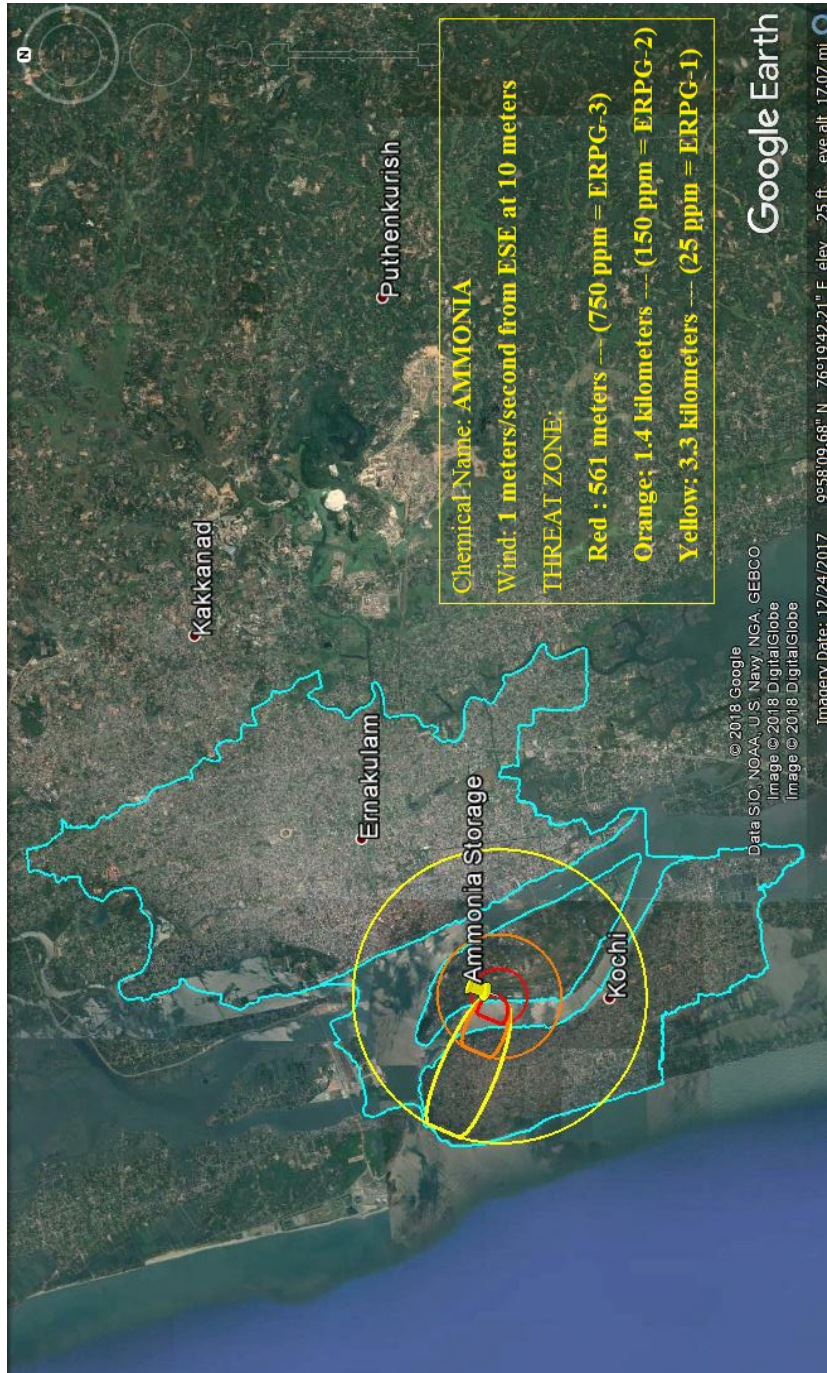 N
Kakkanad
Puthenkurish
Ernakulam
Ammonia Storage
Kochi
Chemical Name: AMMONIA
Wind: 1 meters/second from ESE at 10 meters
THREAT ZONE:
Red : 561 meters --- (750 ppm = ERPG-3)
Orange: 1.4 kilometers --- (150 ppm = ERPG-2)
Yellow: 3.3 kilometers --- (25 ppm = ERPG-1)
© 2018 Google
Data SIO, NOAA, U.S. Navy, NGA, GEBCO
Image © 2018 DigitalGlobe
Image © 2018 DigitalGlobe
Google Earth
Imagery Date: 12/24/2017 9°58'09.68" N 76°19'42.21" E elev 25 ft eye alt 17.07 mi